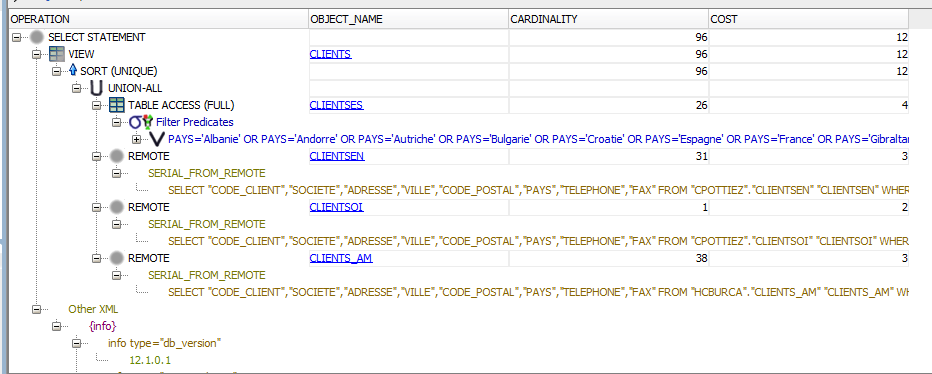 OPERATION OBJECT_NAME CARDINALITY COST
SELECT STATEMENT 96 12
VIEW CLIENTS 96 12
SORT (UNIQUE) 96 12
UNION-ALL
TABLE ACCESS (FULL) CLIENTSES 26 4
Filter Predicates
PAYS='Albanie' OR PAYS='Andorre' OR PAYS='Autriche' OR PAYS='Bulgarie' OR PAYS='Croatie' OR PAYS='Espagne' OR PAYS='France' OR PAYS='Gibraltar
REMOTE CLIENTSEN 31 3
SERIAL_FROM_REMOTE
SELECT "CODE_CLIENT","SOCIETE","ADRESSE","VILLE","CODE_POSTAL","PAYS","TELEPHONE","FAX" FROM "CPOTTIEZ"."CLIENTSEN" "CLIENTSEN" WHER
REMOTE CLIENTSOI 1 2
SERIAL_FROM_REMOTE
SELECT "CODE_CLIENT","SOCIETE","ADRESSE","VILLE","CODE_POSTAL","PAYS","TELEPHONE","FAX" FROM "CPOTTIEZ"."CLIENTSOI" "CLIENTSOI" WHER
REMOTE CLIENTS_AM 38 3
SERIAL_FROM_REMOTE
SELECT "CODE_CLIENT","SOCIETE","ADRESSE","VILLE","CODE_POSTAL","PAYS","TELEPHONE","FAX" FROM "HCBURCA"."CLIENTS_AM" "CLIENTS_AM" WH
Other XML
{info}
info type="db_version"
12.1.0.1